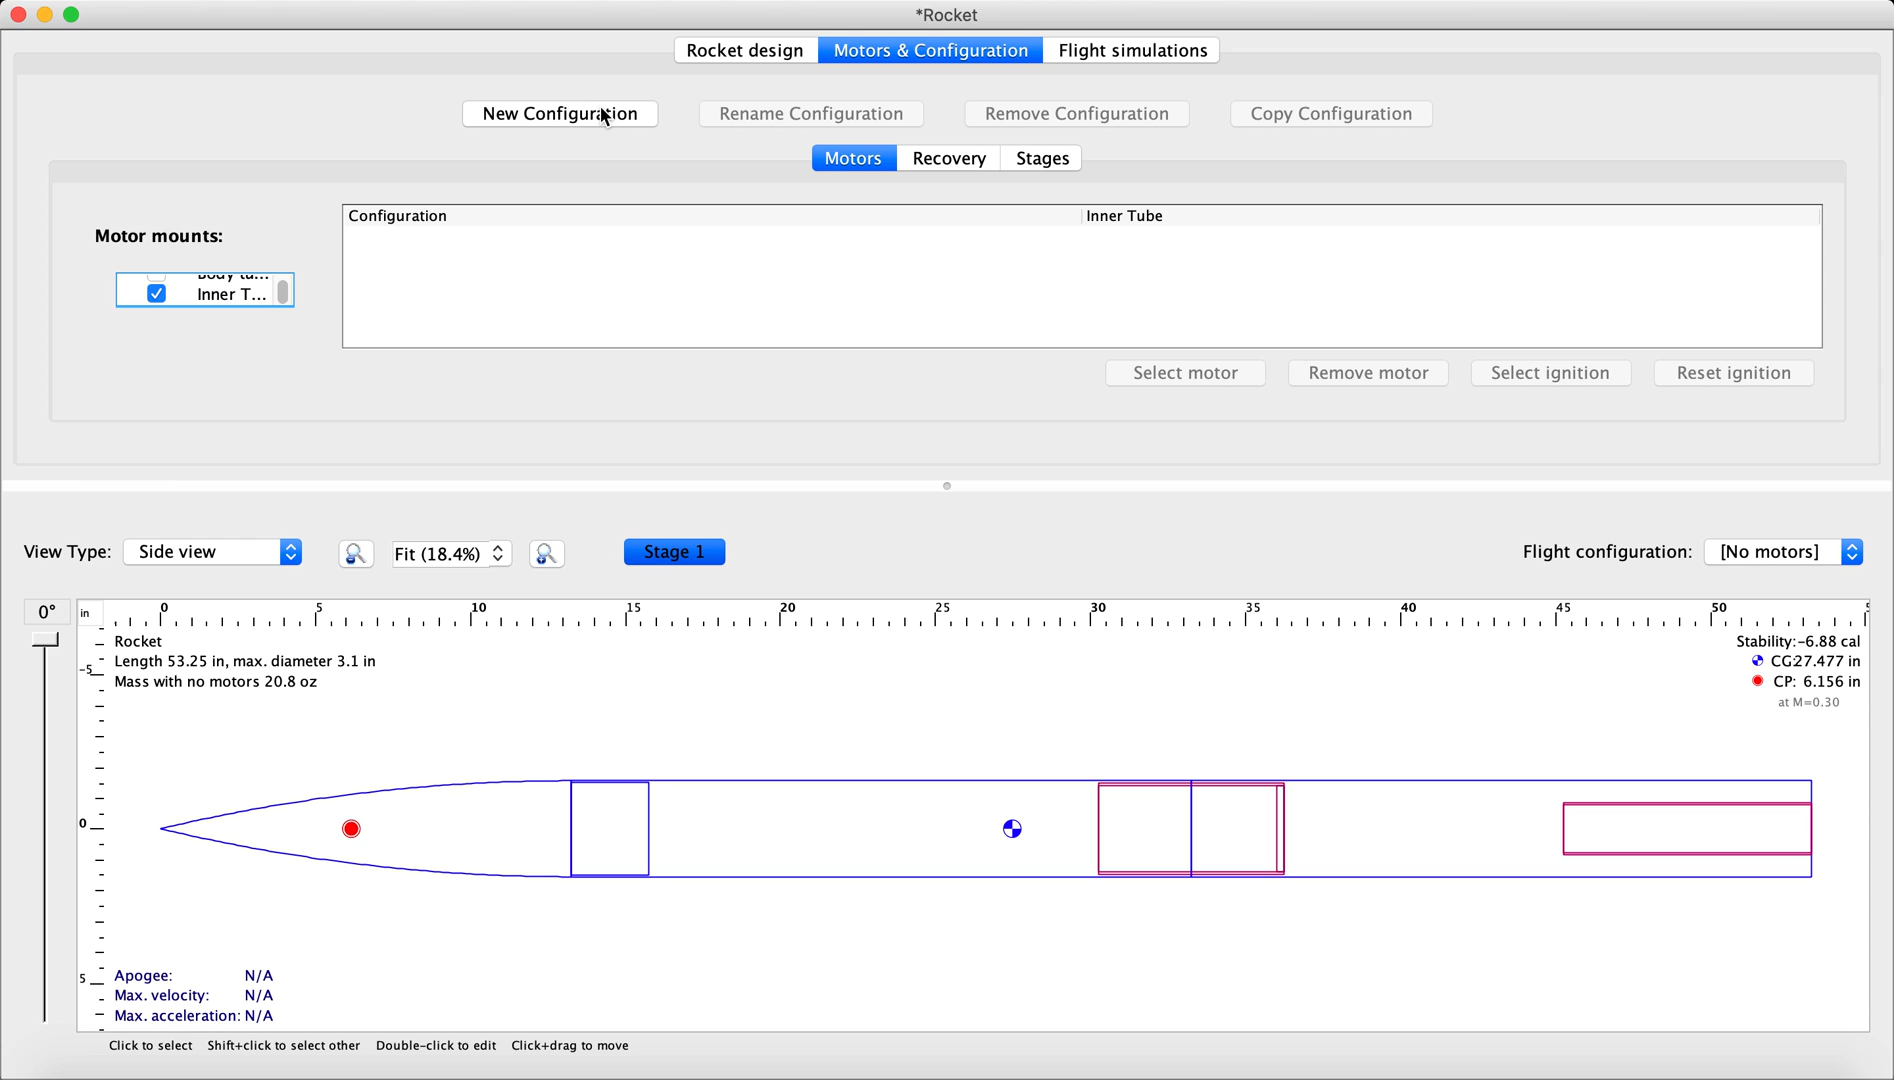 *Rocket
Rocket design Motors & Configuration Flight simulations
New Configuration Rename Configuration Remove Configuration Copy Configuration
Motors Recovery Stages
Configuration Inner Tube
Motor mounts:
Body tu...
Inner T...
Select motor Remove motor Select ignition Reset ignition
View Type: Side view Fit (18.4%) Stage 1 Flight configuration: [No motors]
0° in 0 5 10 15 20 25 30 35 40 45 50
Rocket
Length 53.25 in, max. diameter 3.1 in
Mass with no motors 20.8 oz
Stability:-6.88 cal
CG27.477 in
CP: 6.156 in
at M=0.30
-5
0
5
Apogee: N/A
Max. velocity: N/A
Max. acceleration: N/A
Click to select Shift+click to select other Double-click to edit Click+drag to move